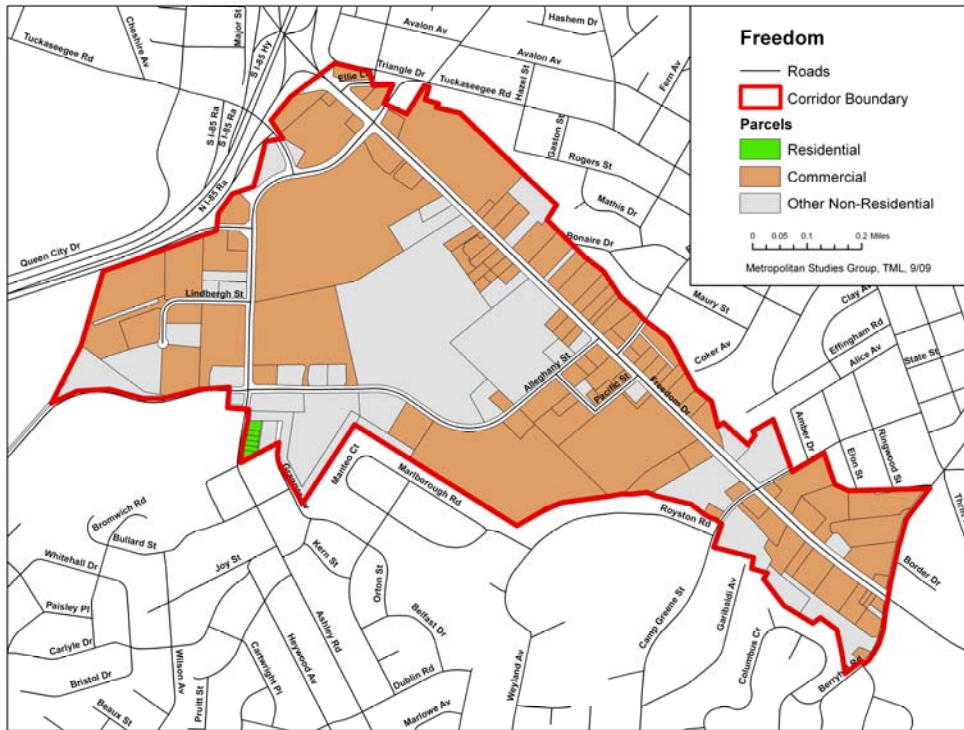 Freedom
Roads
Corridor Boundary
Parcels
Residential
Commercial
Other Non-Residential
0 0.05 0.1 0.2 Miles
Metropolitan Studies Group, TML, 9/09
Tuckaseegee Rd
Cheshire Av
Major St
S I-85 Hy
S I-85 Ra
S I-85 Ra
N I-85 Ra
Queen City Dr
Ellie Ct
Triangle Dr
Avalon Av
Hashem Dr
Avalon Av
Tuckaseegee Rd
Hazel St
Fern Av
Gaston St
Rogers St
Mathis Dr
Bonaire Dr
Maury St
Coker Av
Clay Av
Effingham Rd
Alice Av
State St
Lindbergh St
Alleghany St
Pacific St
Freedom Dr
Amber Dr
Elon St
Ringwood St
Border Dr
Manteo Ct
Marlborough Rd
Royston Rd
Bromwich Rd
Bullard St
Whitehall Dr
Joy St
Kern St
Orton St
Paisley Pl
Carlyle Dr
Bristol Dr
Beaux St
Wilson Av
Pruitt St
Cartwright Pl
Heywood Av
Ashley Rd
Belfast Dr
Dublin Rd
Marlowe Av
Weyland Av
Camp Greene St
Garibaldi Av
Columbus Cr